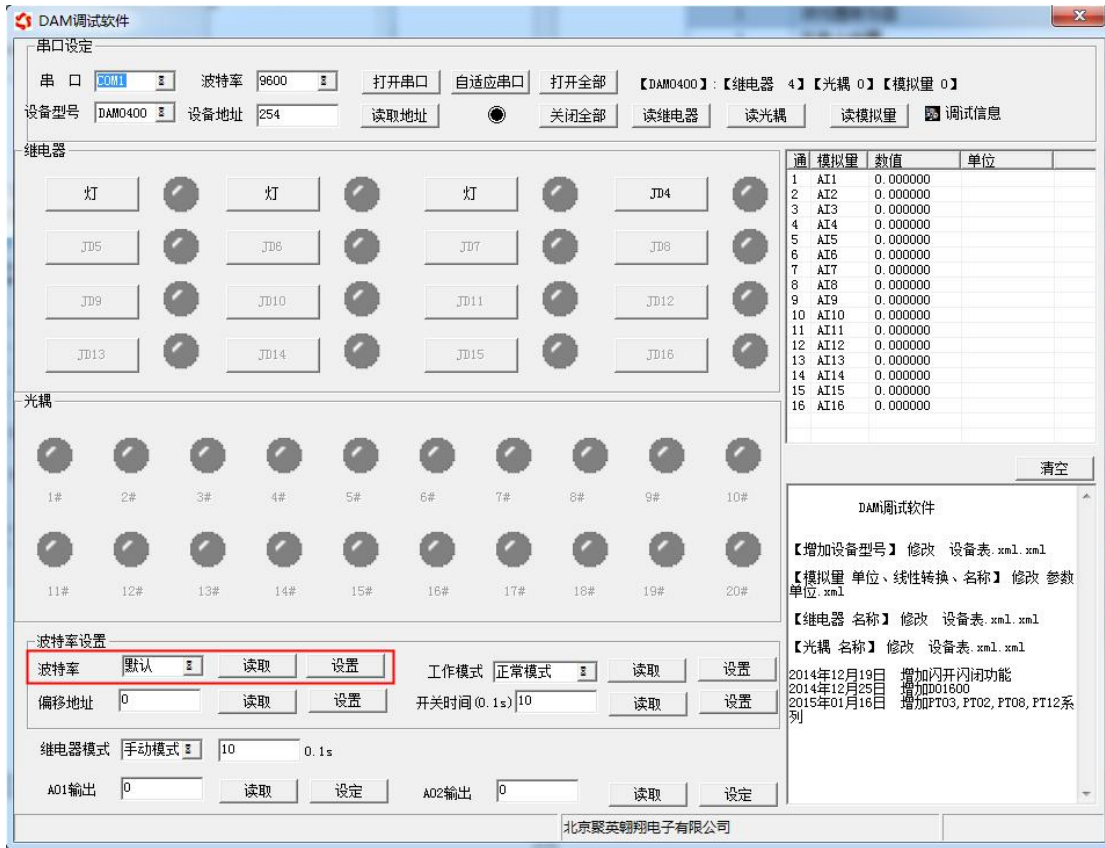 DAM调试软件
串口设定
串 口 COM1 波特率 9600 打开串口 自适应串口 打开全部 【DAM0400】:【继电器 4】【光耦 0】【模拟量 0】
设备型号 DAM0400 设备地址 254 读取地址 关闭全部 读继电器 读光耦 读模拟量 调试信息
继电器
灯 灯 灯 JD4
JD5 JD6 JD7 JD8
JD9 JD10 JD11 JD12
JD13 JD14 JD15 JD16
通 模拟量 数值 单位
1 AI1 0.000000
2 AI2 0.000000
3 AI3 0.000000
4 AI4 0.000000
5 AI5 0.000000
6 AI6 0.000000
7 AI7 0.000000
8 AI8 0.000000
9 AI9 0.000000
10 AI10 0.000000
11 AI11 0.000000
12 AI12 0.000000
13 AI13 0.000000
14 AI14 0.000000
15 AI15 0.000000
16 AI16 0.000000
光耦
1# 2# 3# 4# 5# 6# 7# 8# 9# 10#
11# 12# 13# 14# 15# 16# 17# 18# 19# 20#
清空
DAM调试软件
【增加设备型号】 修改 设备表.xml.xml
【模拟量 单位、线性转换、名称】 修改 参数
单位.xml
【继电器 名称】 修改 设备表.xml.xml
【光耦 名称】 修改 设备表.xml.xml
2014年12月19日 增加闪开闪闭功能
2014年12月25日 增加DO1600
2015年01月16日 增加PT03,PT02,PT08,PT12系
列
波特率设置
波特率 默认 读取 设置 工作模式 正常模式 读取 设置
偏移地址 0 读取 设置 开关时间(0.1s) 10 读取 设置
继电器模式 手动模式 10 0.1s
AO1输出 0 读取 设定 AO2输出 0 读取 设定
北京聚英翱翔电子有限公司